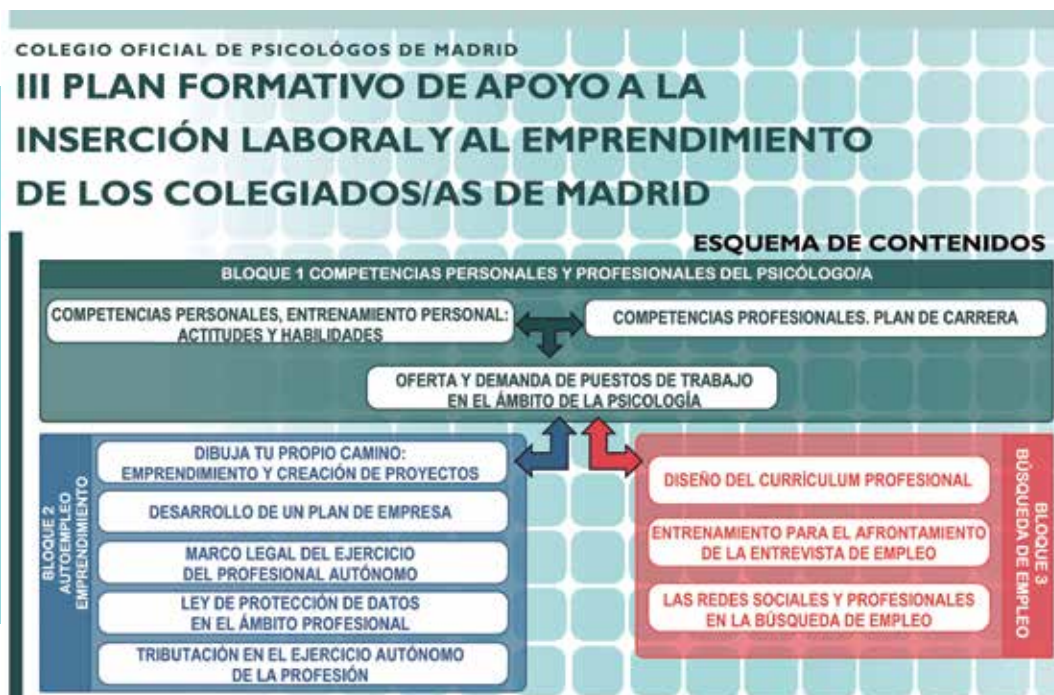 COLEGIO OFICIAL DE PSICOLÓGOS DE MADRID
III PLAN FORMATIVO DE APOYO A LA
INSERCIÓN LABORAL Y AL EMPRENDIMIENTO
DE LOS COLEGIADOS/AS DE MADRID
ESQUEMA DE CONTENIDOS
BLOQUE 1 COMPETENCIAS PERSONALES Y PROFESIONALES DEL PSICÓLOGO/A
COMPETENCIAS PERSONALES, ENTRENAMIENTO PERSONAL:
ACTITUDES Y HABILIDADES
COMPETENCIAS PROFESIONALES. PLAN DE CARRERA
OFERTA Y DEMANDA DE PUESTOS DE TRABAJO
EN EL ÁMBITO DE LA PSICOLOGÍA
BLOQUE 2
AUTOEMPLEO
EMPRENDIMIENTO
DIBUJA TU PROPIO CAMINO:
EMPRENDIMIENTO Y CREACIÓN DE PROYECTOS
DESARROLLO DE UN PLAN DE EMPRESA
MARCO LEGAL DEL EJERCICIO
DEL PROFESIONAL AUTÓNOMO
LEY DE PROTECCIÓN DE DATOS
EN EL ÁMBITO PROFESIONAL
TRIBUTACIÓN EN EL EJERCICIO AUTÓNOMO
DE LA PROFESIÓN
DISEÑO DEL CURRÍCULUM PROFESIONAL
ENTRENAMIENTO PARA EL AFRONTAMIENTO
DE LA ENTREVISTA DE EMPLEO
LAS REDES SOCIALES Y PROFESIONALES
EN LA BÚSQUEDA DE EMPLEO
BLOQUE 3
BÚSQUEDA DE EMPLEO